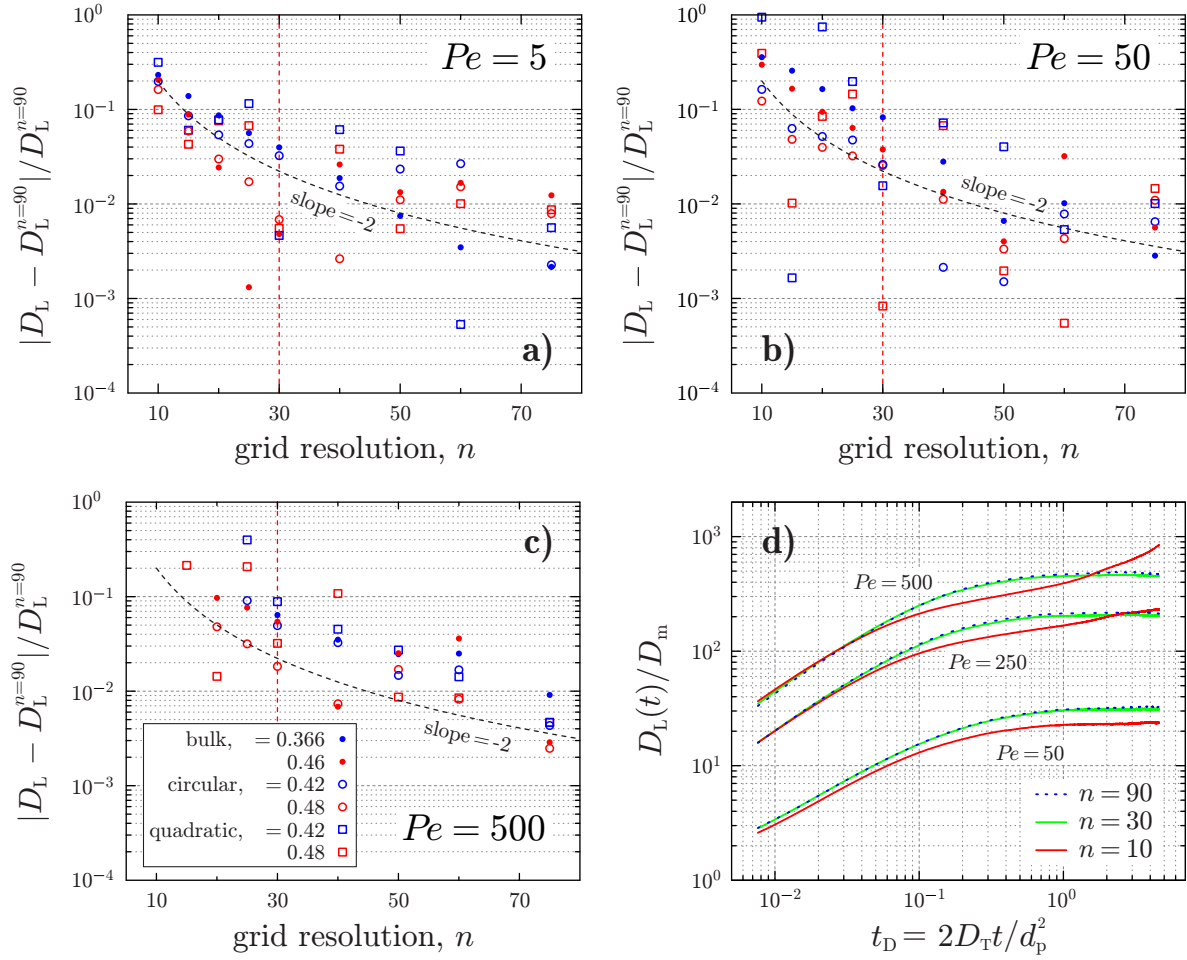 Pe = 5
|D_L − D_L^{n=90}|/D_L^{n=90}
10^0
10^{−1}
10^{−2}
10^{−3}
10^{−4}
slope=-2
a)
10 30 50 70
grid resolution, n
Pe = 50
|D_L − D_L^{n=90}|/D_L^{n=90}
10^0
10^{−1}
10^{−2}
10^{−3}
10^{−4}
slope=-2
b)
10 30 50 70
grid resolution, n
c)
|D_L − D_L^{n=90}|/D_L^{n=90}
10^0
10^{−1}
10^{−2}
10^{−3}
10^{−4}
slope=-2
bulk, = 0.366
0.46
circular, = 0.42
0.48
quadratic, = 0.42
0.48
Pe = 500
10 30 50 70
grid resolution, n
d)
D_L(t)/D_m
10^3
10^2
10^1
10^0
Pe = 500
Pe = 250
Pe = 50
n = 90
n = 30
n = 10
10^{−2} 10^{−1} 10^0
t_D = 2D_T t/d_p^2